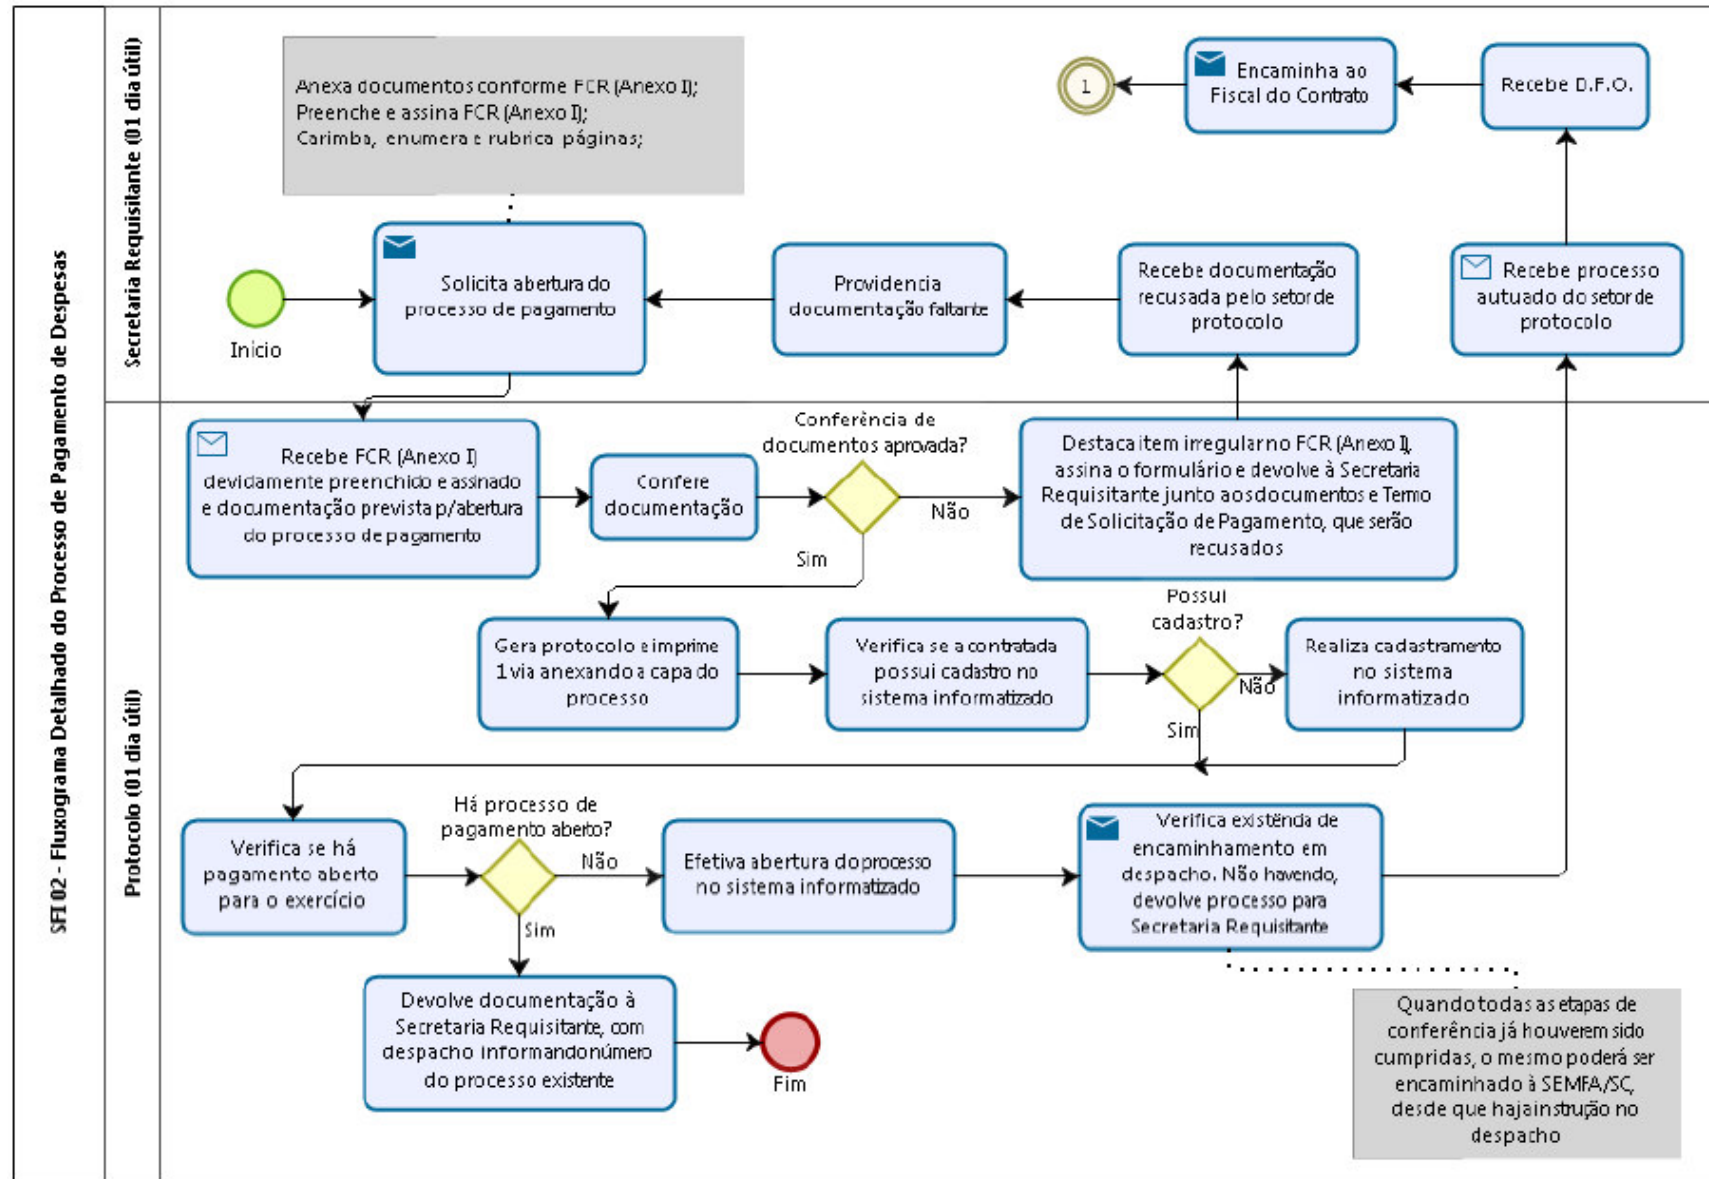 SFI 02 - Fluxograma Detalhado do Processo de Pagamento de Despesas
Secretaria Requisitante (01 dia útil)
Anexa documentos conforme FCR (Anexo I);
Preenche e assina FCR (Anexo I);
Carimba, enumera e rubrica páginas;
1
Encaminha ao
Fiscal do Contrato
Recebe D.F.O.
Início
Solicita abertura do
processo de pagamento
Providencia
documentação faltante
Recebe documentação
recusada pelo setor de
protocolo
Recebe processo
autuado do setor de
protocolo
Protocolo (01 dia útil)
Recebe FCR (Anexo I)
devidamente preenchido e assinado
e documentação prevista p/abertura
do processo de pagamento
Confere
documentação
Conferência de
documentos aprovada?
Não
Sim
Destaca item irregular no FCR (Anexo I),
assina o formulário e devolve à Secretaria
Requisitante junto aos documentos e Termo
de Solicitação de Pagamento, que serão
recusados
Gera protocolo e imprime
1 via anexando a capa do
processo
Verifica se a contratada
possui cadastro no
sistema informatizado
Possui
cadastro?
Não
Sim
Realiza cadastramento
no sistema
informatizado
Verifica se há
pagamento aberto
para o exercício
Há processo de
pagamento aberto?
Não
Sim
Efetiva abertura do processo
no sistema informatizado
Verifica existência de
encaminhamento em
despacho. Não havendo,
devolve processo para
Secretaria Requisitante
Devolve documentação à
Secretaria Requisitante, com
despacho informando número
do processo existente
Fim
Quando todas as etapas de
conferência já houverem sido
cumpridas, o mesmo poderá ser
encaminhado à SEMFA/SC,
desde que haja instrução no
despacho